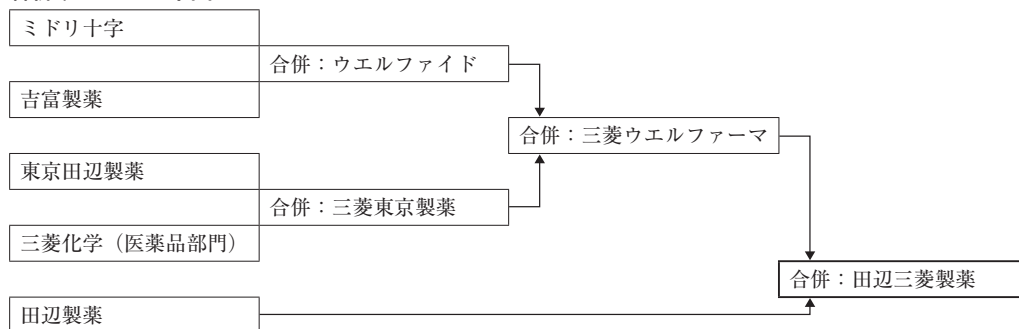 ミドリ十字
合併：ウエルファイド
吉富製薬
合併：三菱ウエルファーマ
東京田辺製薬
合併：三菱東京製薬
三菱化学（医薬品部門）
合併：田辺三菱製薬
田辺製薬